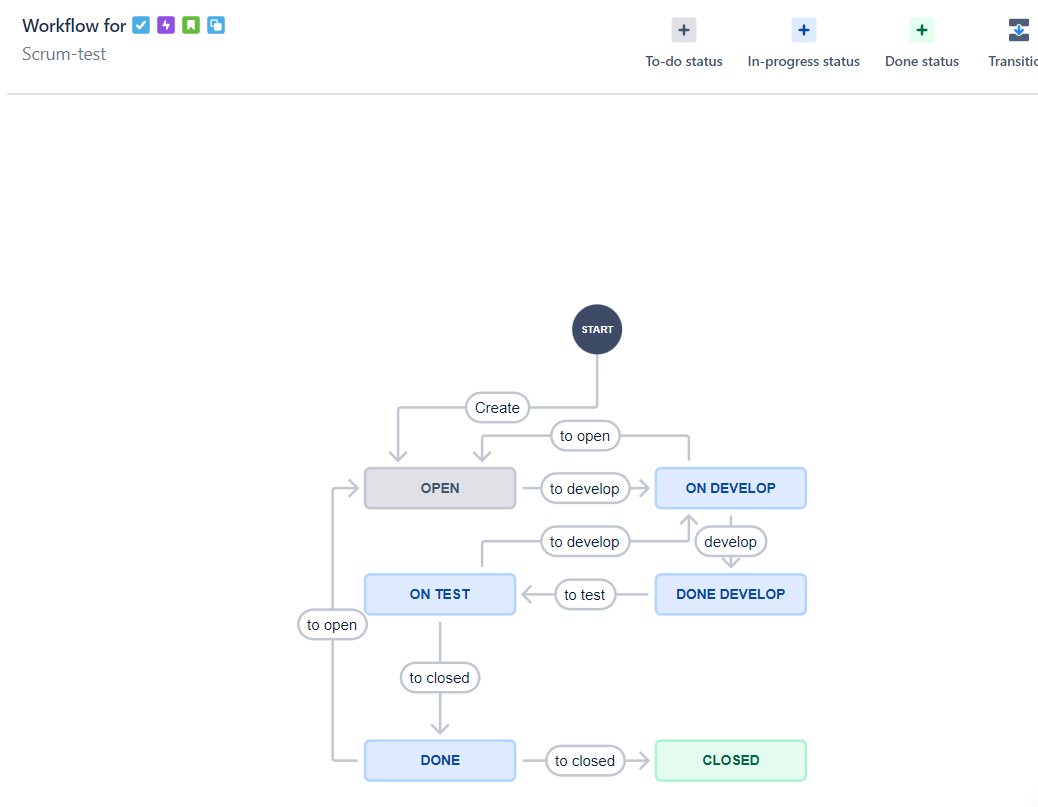 Workflow for
Scrum-test
To-do status
In-progress status
Done status
Transitio
START
Create
to open
OPEN
to develop
ON DEVELOP
to develop
develop
ON TEST
to test
DONE DEVELOP
to open
to closed
DONE
to closed
CLOSED